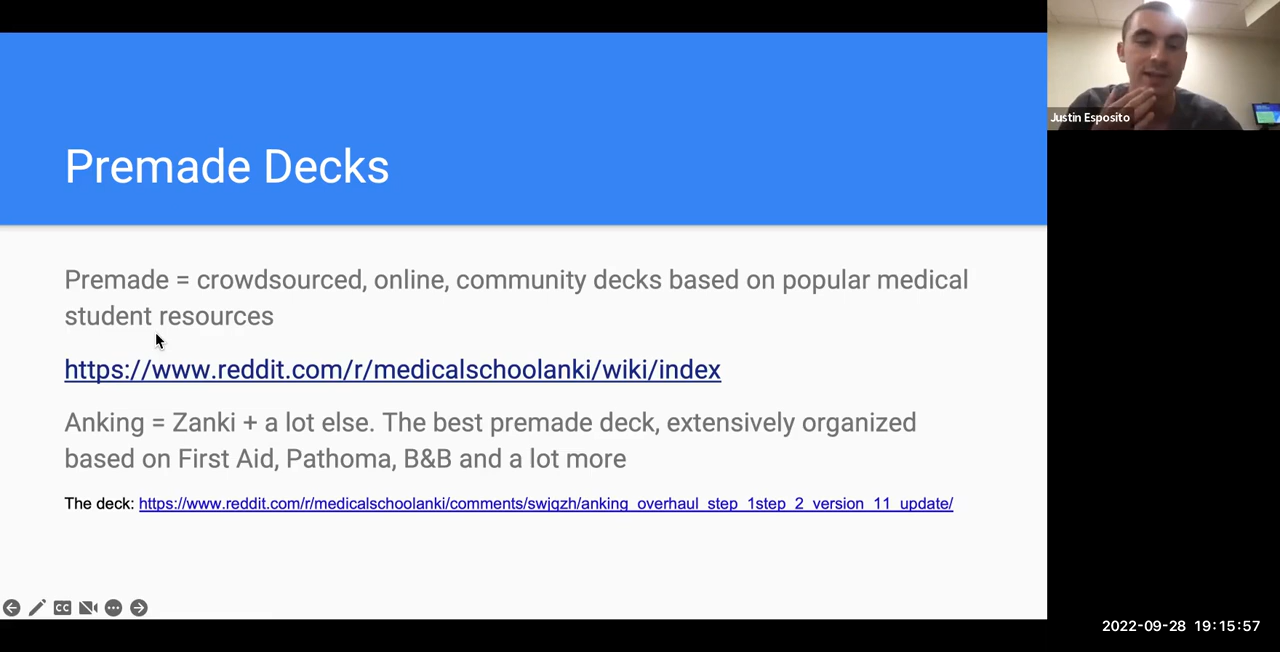 Premade Decks
Justin Esposito
Premade = crowdsourced, online, community decks based on popular medical
student resources
https://www.reddit.com/r/medicalschoolanki/wiki/index
Anking = Zanki + a lot else. The best premade deck, extensively organized
based on First Aid, Pathoma, B&B and a lot more
The deck: https://www.reddit.com/r/medicalschoolanki/comments/swjqzh/anking_overhaul_step_1step_2_version_11_update/
CC
2022-09-28 19:15:57